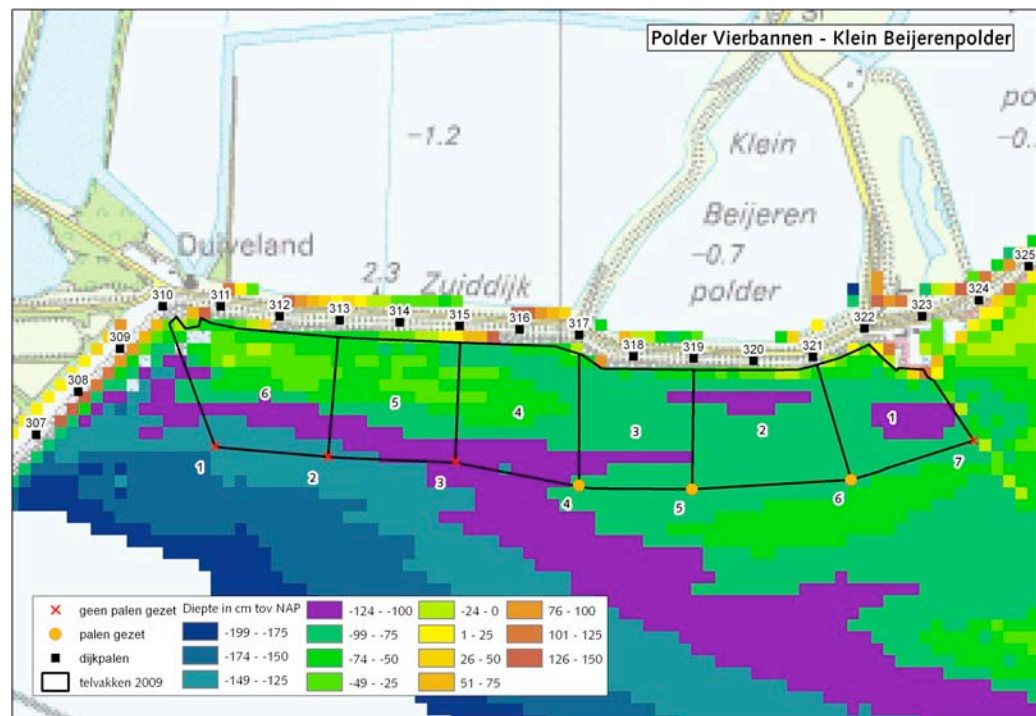 Polder Vierbannen - Klein Beijerenpolder
-1.2
Klein
Beijeren
-0.7
polder
Duiveland
2.3
Zuiddijk
310
311
312
313
314
315
316
317
318
319
320
321
322
323
324
325
309
308
307
6
5
4
3
2
1
1
2
3
4
5
6
7
geen palen gezet
palen gezet
dijkpalen
telvakken 2009
Diepte in cm tov NAP
-199 - -175
-174 - -150
-149 - -125
-124 - -100
-99 - -75
-74 - -50
-49 - -25
-24 - 0
1 - 25
26 - 50
51 - 75
76 - 100
101 - 125
126 - 150